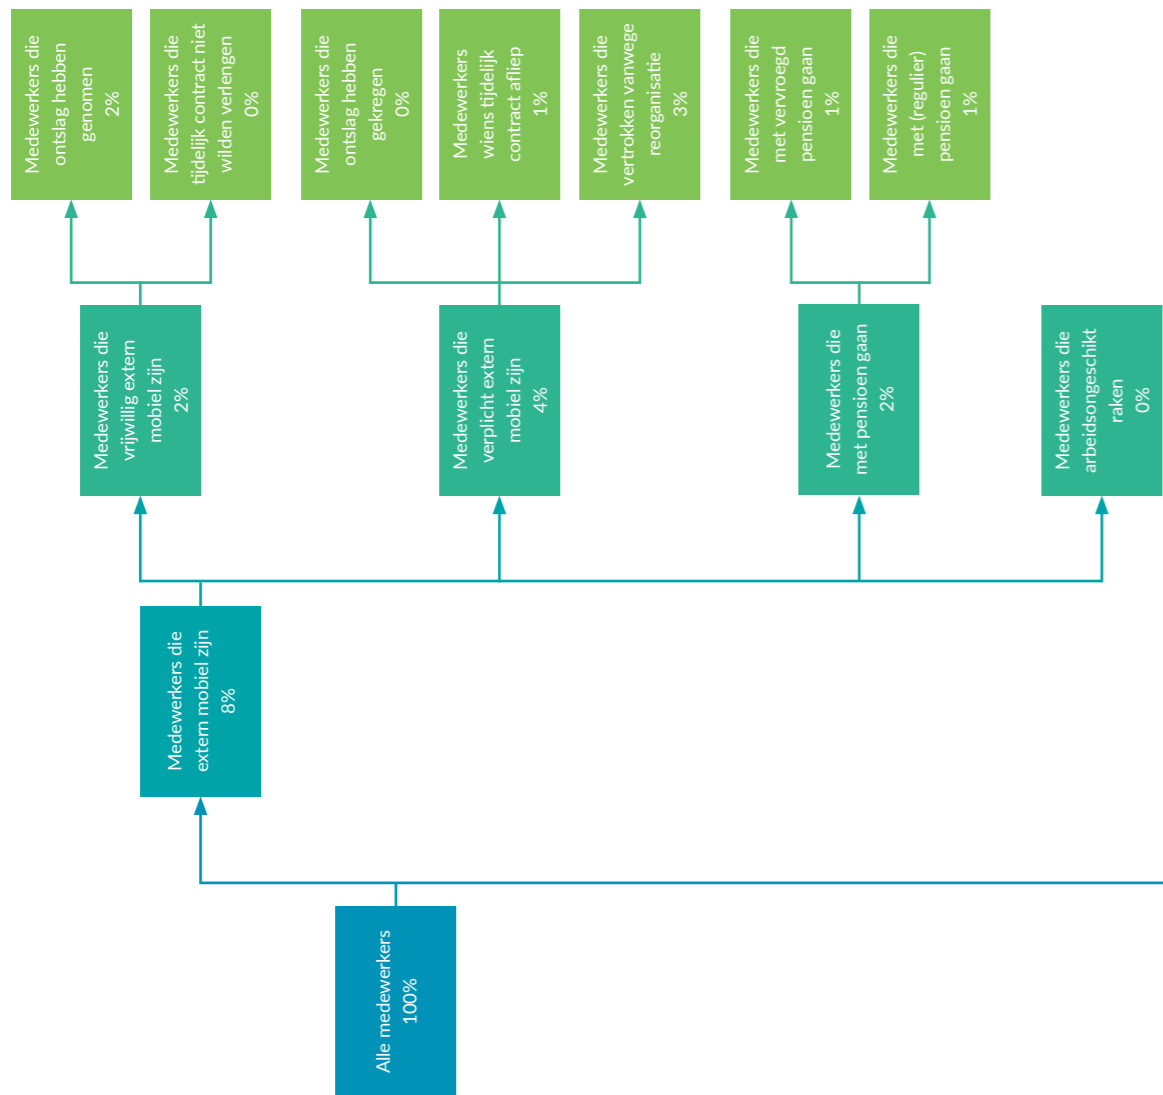 Alle medewerkers
100%
Medewerkers die
extern mobiel zijn
8%
Medewerkers die
vrijwillig extern
mobiel zijn
2%
Medewerkers die
ontslag hebben
genomen
2%
Medewerkers die
tijdelijk contract niet
wilden verlengen
0%
Medewerkers die
verplicht extern
mobiel zijn
4%
Medewerkers die
ontslag hebben
gekregen
0%
Medewerkers
wiens tijdelijk
contract afliep
1%
Medewerkers die
vertrokken vanwege
reorganisatie
3%
Medewerkers die
met pensioen gaan
2%
Medewerkers die
met vervroegd
pensioen gaan
1%
Medewerkers die
met (regulier)
pensioen gaan
1%
Medewerkers die
arbeidsongeschikt
raken
0%